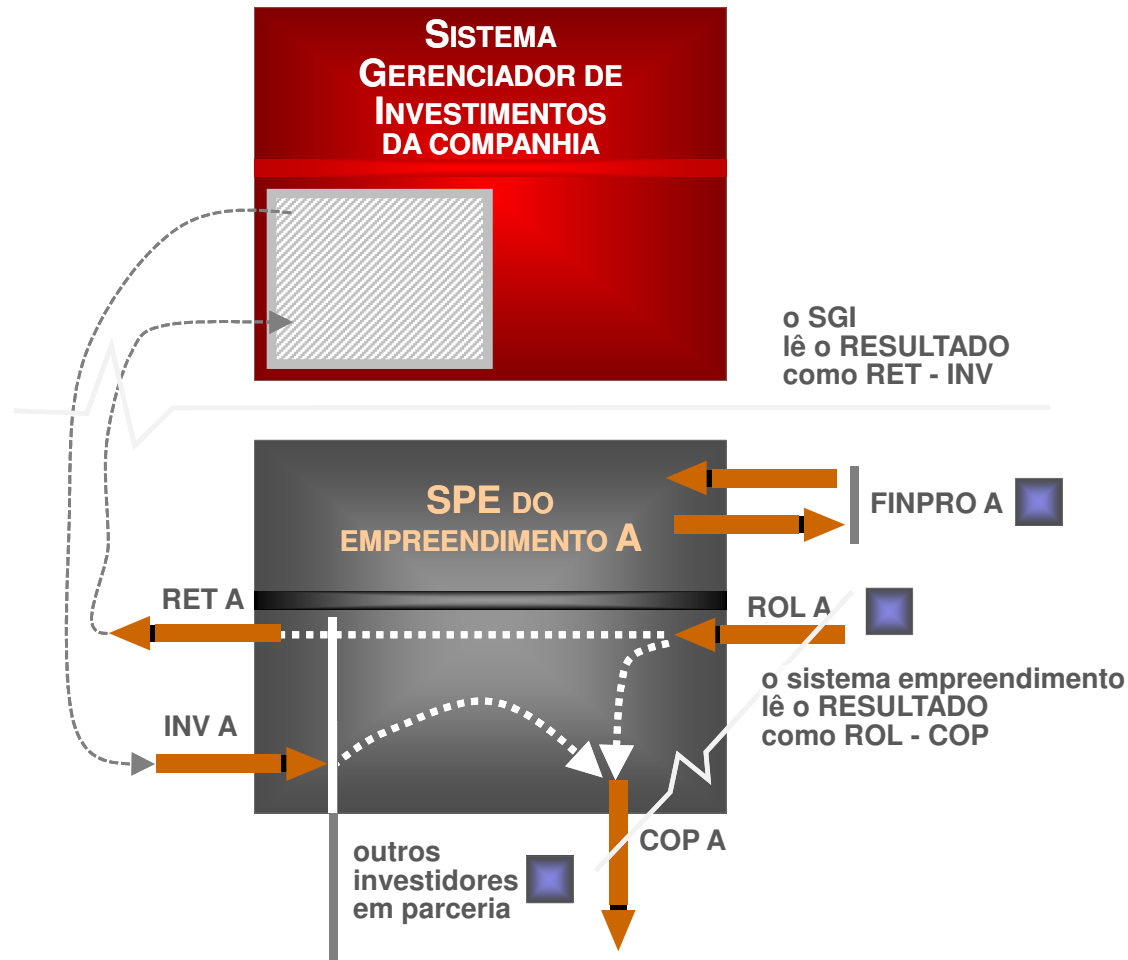 SISTEMA
GERENCIADOR DE
INVESTIMENTOS
DA COMPANHIA
o SGI
lê o RESULTADO
como RET - INV
SPE DO
EMPREENDIMENTO A
FINPRO A
RET A
ROL A
o sistema empreendimento
lê o RESULTADO
como ROL - COP
INV A
COP A
outros
investidores
em parceria